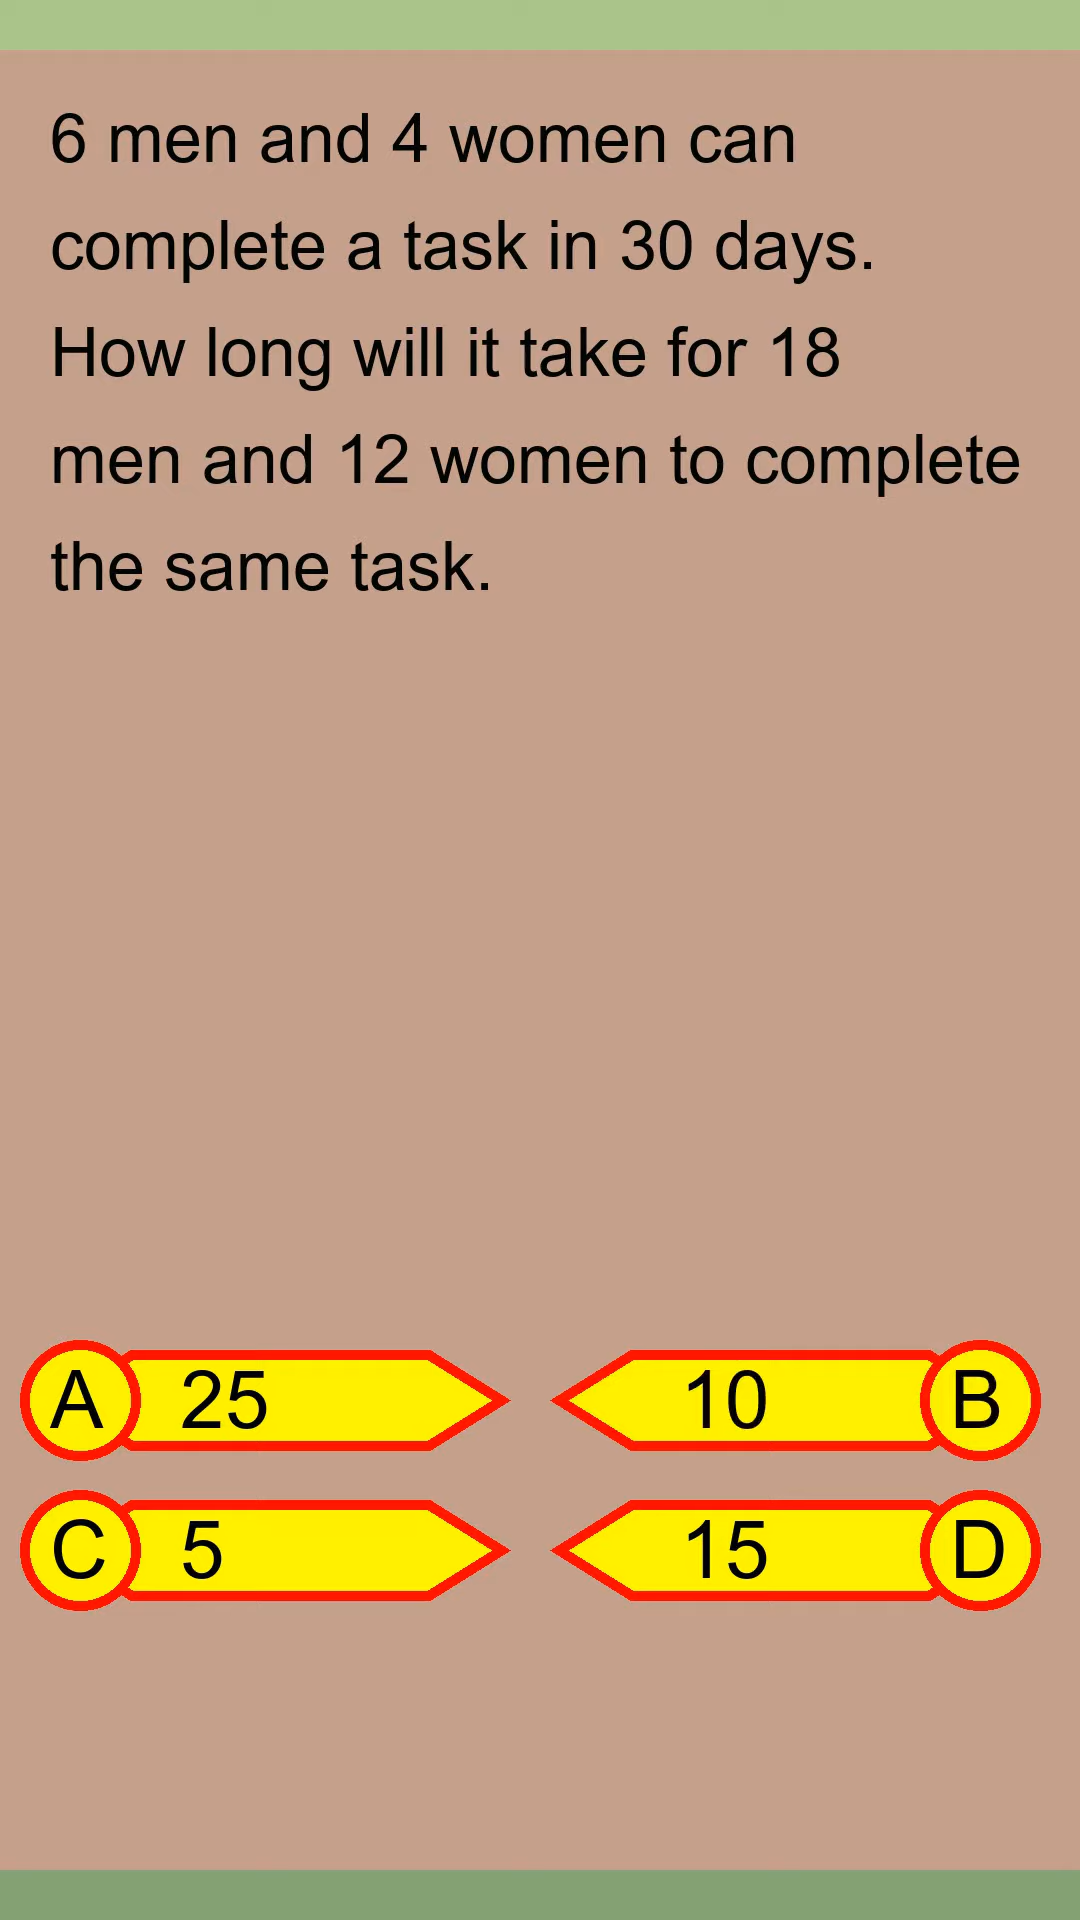 6 men and 4 women can
complete a task in 30 days.
How long will it take for 18
men and 12 women to complete
the same task.
A 25
10 B
C 5
15 D